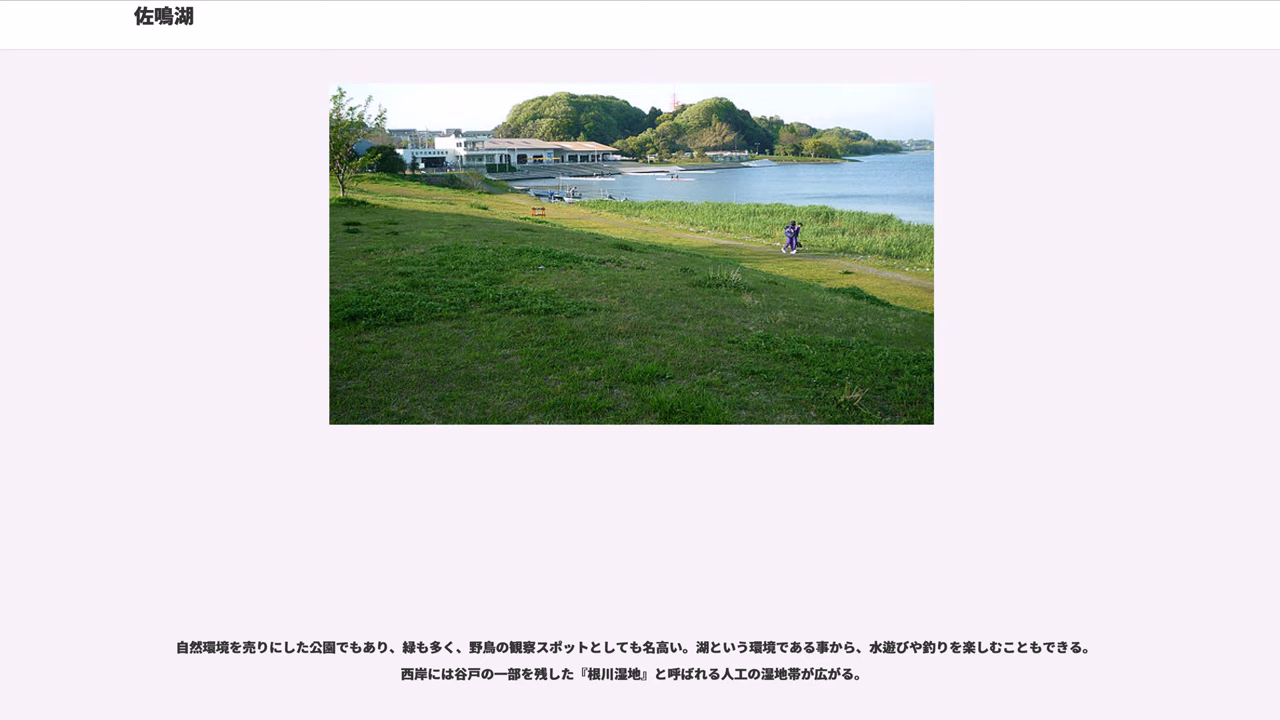 佐鳴湖
自然環境を売りにした公園でもあり、緑も多く、野鳥の観察スポットとしても名高い。湖という環境である事から、水遊びや釣りを楽しむこともできる。
西岸には谷戸の一部を残した『根川湿地』と呼ばれる人工の湿地帯が広がる。